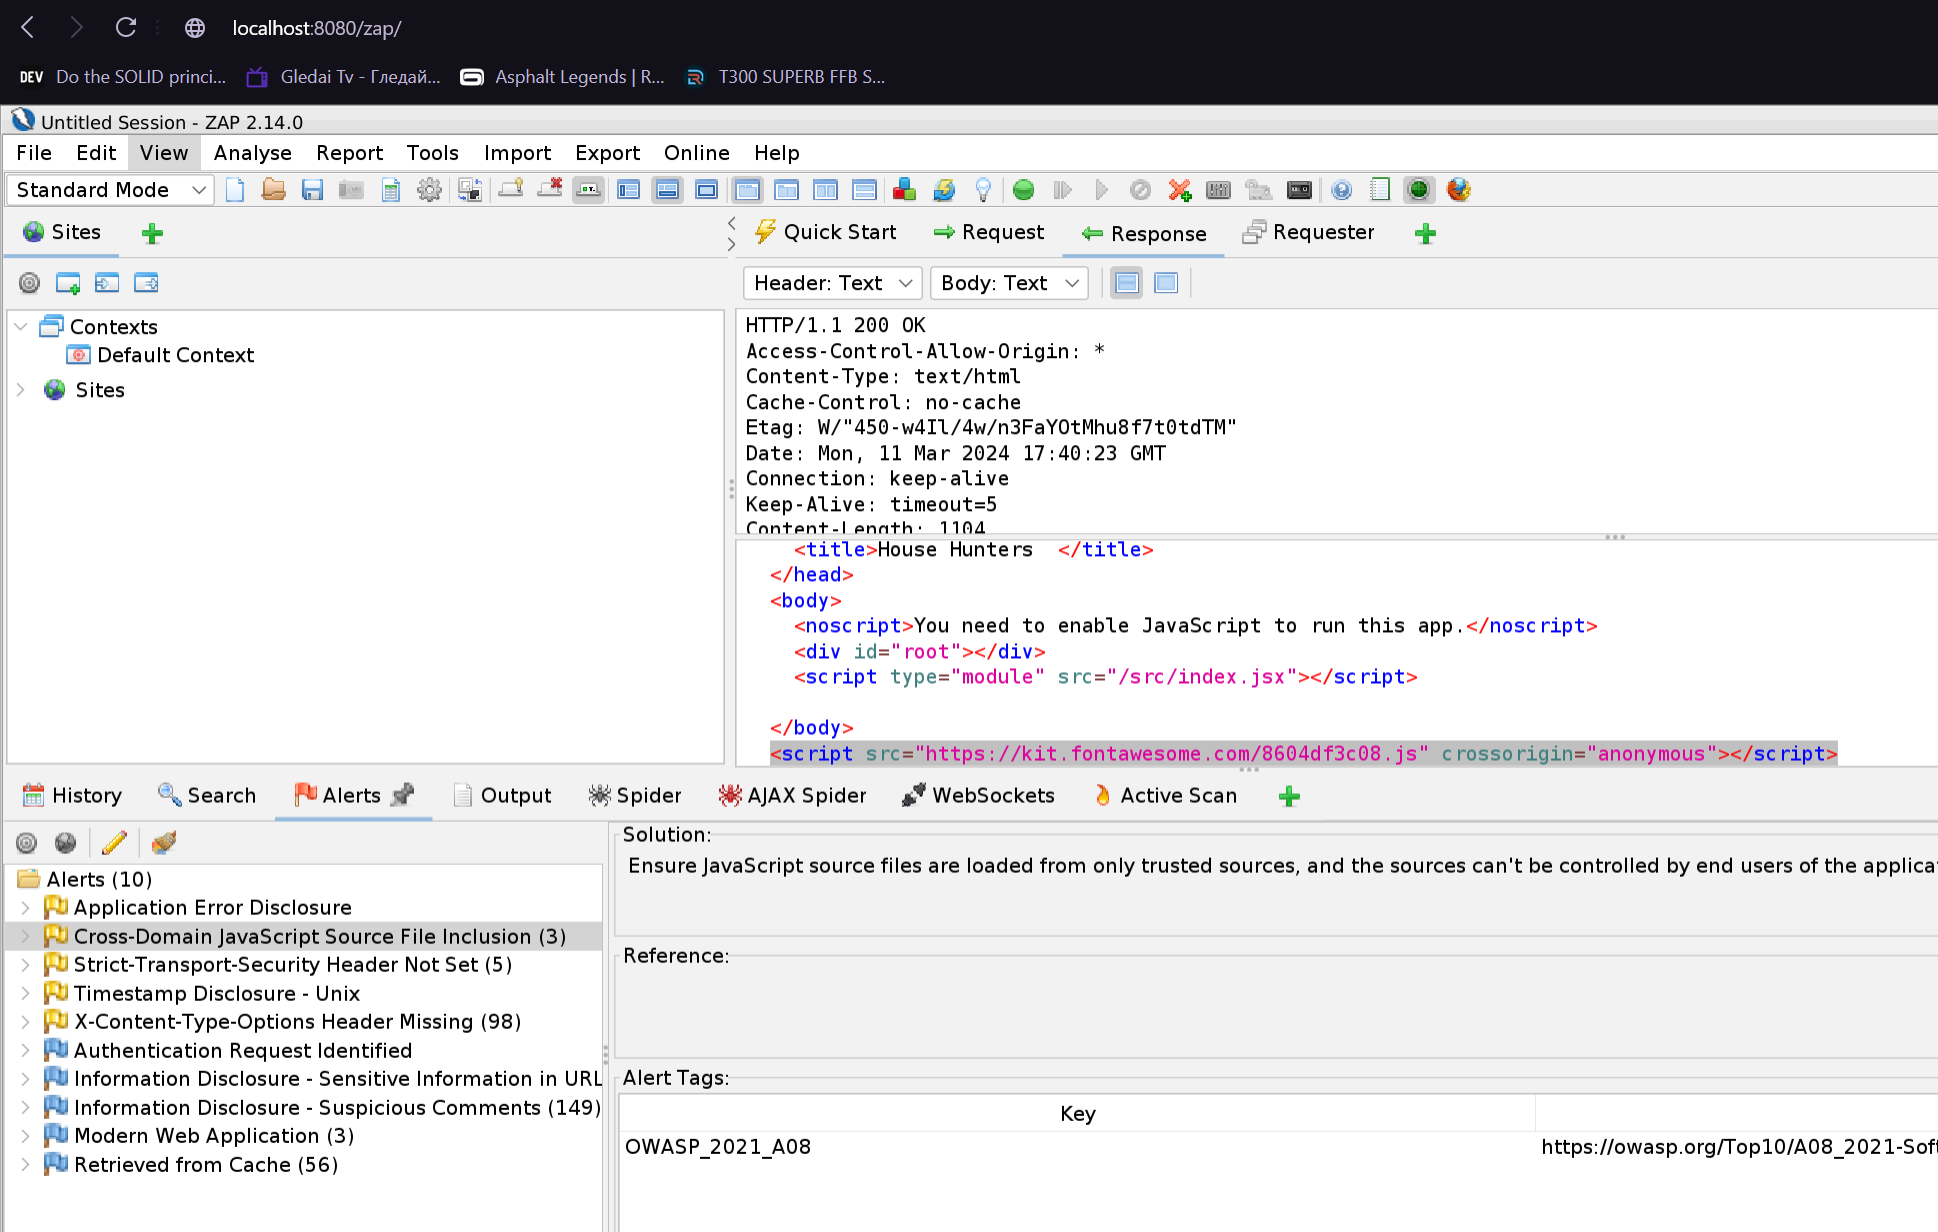 localhost:8080/zap/
DEV Do the SOLID princi... Gledai Tv - Гледай... Asphalt Legends | R... T300 SUPERB FFB S...
Untitled Session - ZAP 2.14.0
File Edit View Analyse Report Tools Import Export Online Help
Standard Mode
Sites
Quick Start Request Response Requester
Header: Text Body: Text
Contexts
Default Context
Sites
HTTP/1.1 200 OK
Access-Control-Allow-Origin: *
Content-Type: text/html
Cache-Control: no-cache
Etag: W/"450-w4Il/4w/n3FaYOtMhu8f7t0tdTM"
Date: Mon, 11 Mar 2024 17:40:23 GMT
Connection: keep-alive
Keep-Alive: timeout=5
Content-Length: 1104
<title>House Hunters  </title>
</head>
<body>
<noscript>You need to enable JavaScript to run this app.</noscript>
<div id="root"></div>
<script type="module" src="/src/index.jsx"></script>
</body>
<script src="https://kit.fontawesome.com/8604df3c08.js" crossorigin="anonymous"></script>
History Search Alerts Output Spider AJAX Spider WebSockets Active Scan
Alerts (10)
Application Error Disclosure
Cross-Domain JavaScript Source File Inclusion (3)
Strict-Transport-Security Header Not Set (5)
Timestamp Disclosure - Unix
X-Content-Type-Options Header Missing (98)
Authentication Request Identified
Information Disclosure - Sensitive Information in URL
Information Disclosure - Suspicious Comments (149)
Modern Web Application (3)
Retrieved from Cache (56)
Solution:
Ensure JavaScript source files are loaded from only trusted sources, and the sources can't be controlled by end users of the applica
Reference:
Alert Tags:
Key
OWASP_2021_A08 https://owasp.org/Top10/A08_2021-Soft